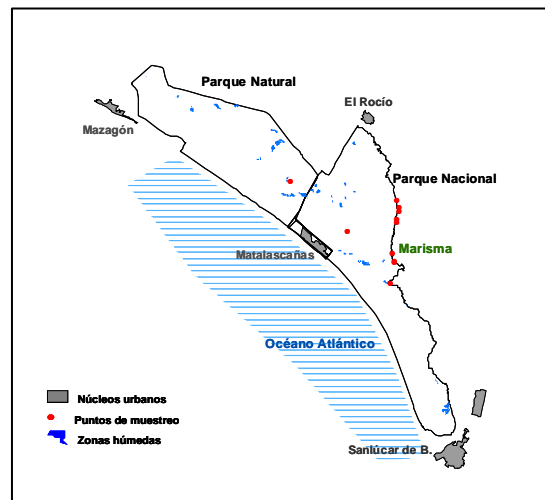 Parque Natural
El Rocío
Mazagón
Parque Nacional
Marisma
Matalascañas
Océano Atlántico
Núcleos urbanos
Puntos de muestreo
Zonas húmedas
Sanlúcar de B.